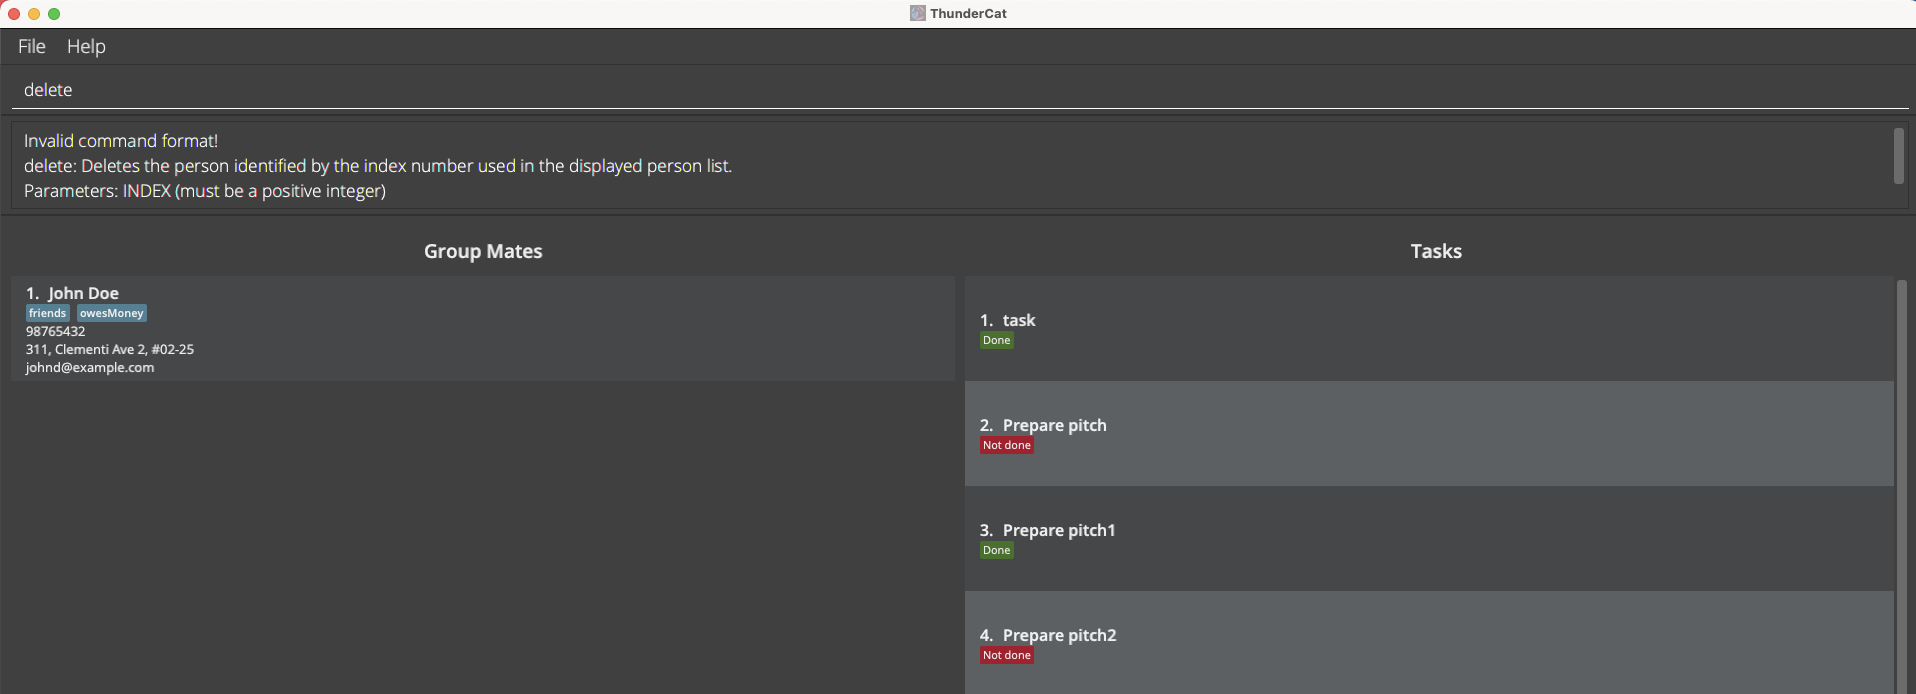 ThunderCat
File Help
delete
Invalid command format!
delete: Deletes the person identified by the index number used in the displayed person list.
Parameters: INDEX (must be a positive integer)
Group Mates
1. John Doe
friends owesMoney
98765432
311, Clementi Ave 2, #02-25
johnd@example.com
Tasks
1. task
Done
2. Prepare pitch
Not done
3. Prepare pitch1
Done
4. Prepare pitch2
Not done